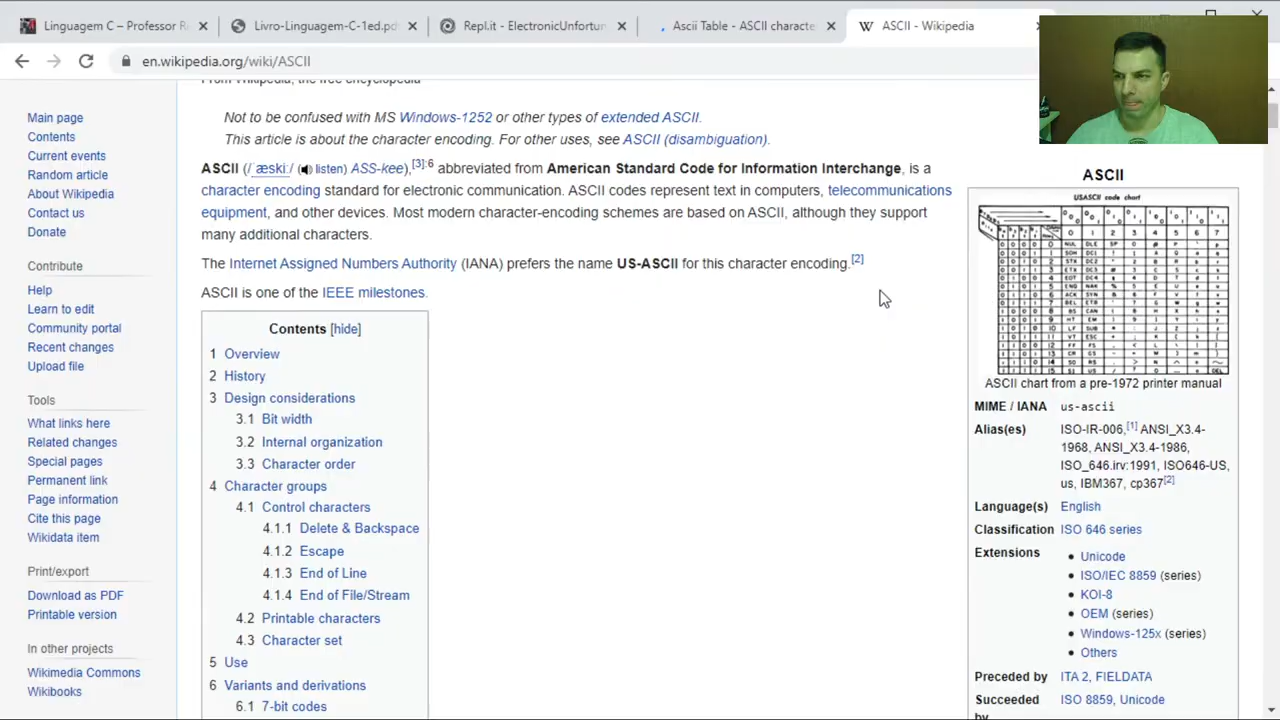 Linguagem C – Professor R
Livro-Linguagem-C-1ed.pd
Repl.it - ElectronicUnfortun
Ascii Table - ASCII characte
ASCII - Wikipedia
en.wikipedia.org/wiki/ASCII
From Wikipedia, the free encyclopedia
Main page
Contents
Current events
Random article
About Wikipedia
Contact us
Donate
Contribute
Help
Learn to edit
Community portal
Recent changes
Upload file
Tools
What links here
Related changes
Special pages
Permanent link
Page information
Cite this page
Wikidata item
Print/export
Download as PDF
Printable version
In other projects
Wikimedia Commons
Wikibooks
Not to be confused with MS Windows-1252 or other types of extended ASCII.
This article is about the character encoding. For other uses, see ASCII (disambiguation).
ASCII (/ˈæskiː/ (listen) ASS-kee),[3]:6 abbreviated from American Standard Code for Information Interchange, is a
character encoding standard for electronic communication. ASCII codes represent text in computers, telecommunications
equipment, and other devices. Most modern character-encoding schemes are based on ASCII, although they support
many additional characters.
The Internet Assigned Numbers Authority (IANA) prefers the name US-ASCII for this character encoding.[2]
ASCII is one of the IEEE milestones.
Contents [hide]
1 Overview
2 History
3 Design considerations
3.1 Bit width
3.2 Internal organization
3.3 Character order
4 Character groups
4.1 Control characters
4.1.1 Delete & Backspace
4.1.2 Escape
4.1.3 End of Line
4.1.4 End of File/Stream
4.2 Printable characters
4.3 Character set
5 Use
6 Variants and derivations
6.1 7-bit codes
ASCII
USASCII code chart
ASCII chart from a pre-1972 printer manual
MIME / IANA us-ascii
Alias(es) ISO-IR-006,[1] ANSI_X3.4-
1968, ANSI_X3.4-1986,
ISO_646.irv:1991, ISO646-US,
us, IBM367, cp367[2]
Language(s) English
Classification ISO 646 series
Extensions • Unicode
• ISO/IEC 8859 (series)
• KOI-8
• OEM (series)
• Windows-125x (series)
• Others
Preceded by ITA 2, FIELDATA
Succeeded ISO 8859, Unicode
by